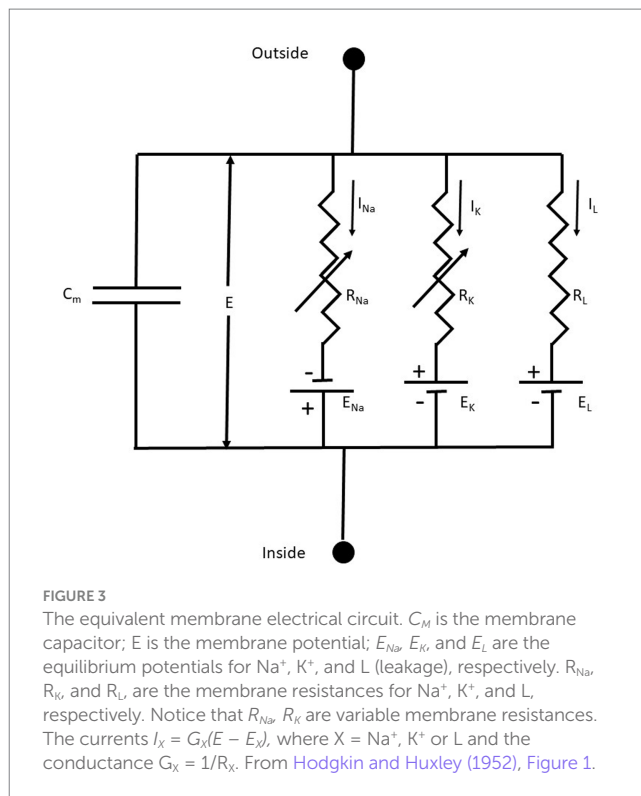 Outside
I_Na
I_K
I_L
C_m
E
R_Na
R_K
R_L
-
+
+
+
E_Na
-
E_K
-
E_L
Inside
FIGURE 3
The equivalent membrane electrical circuit. C_M is the membrane
capacitor; E is the membrane potential; E_Na, E_K, and E_L are the
equilibrium potentials for Na⁺, K⁺, and L (leakage), respectively. R_Na,
R_K, and R_L, are the membrane resistances for Na⁺, K⁺, and L,
respectively. Notice that R_Na, R_K are variable membrane resistances.
The currents I_X = G_X(E – E_X), where X = Na⁺, K⁺ or L and the
conductance G_X = 1/R_X. From Hodgkin and Huxley (1952), Figure 1.